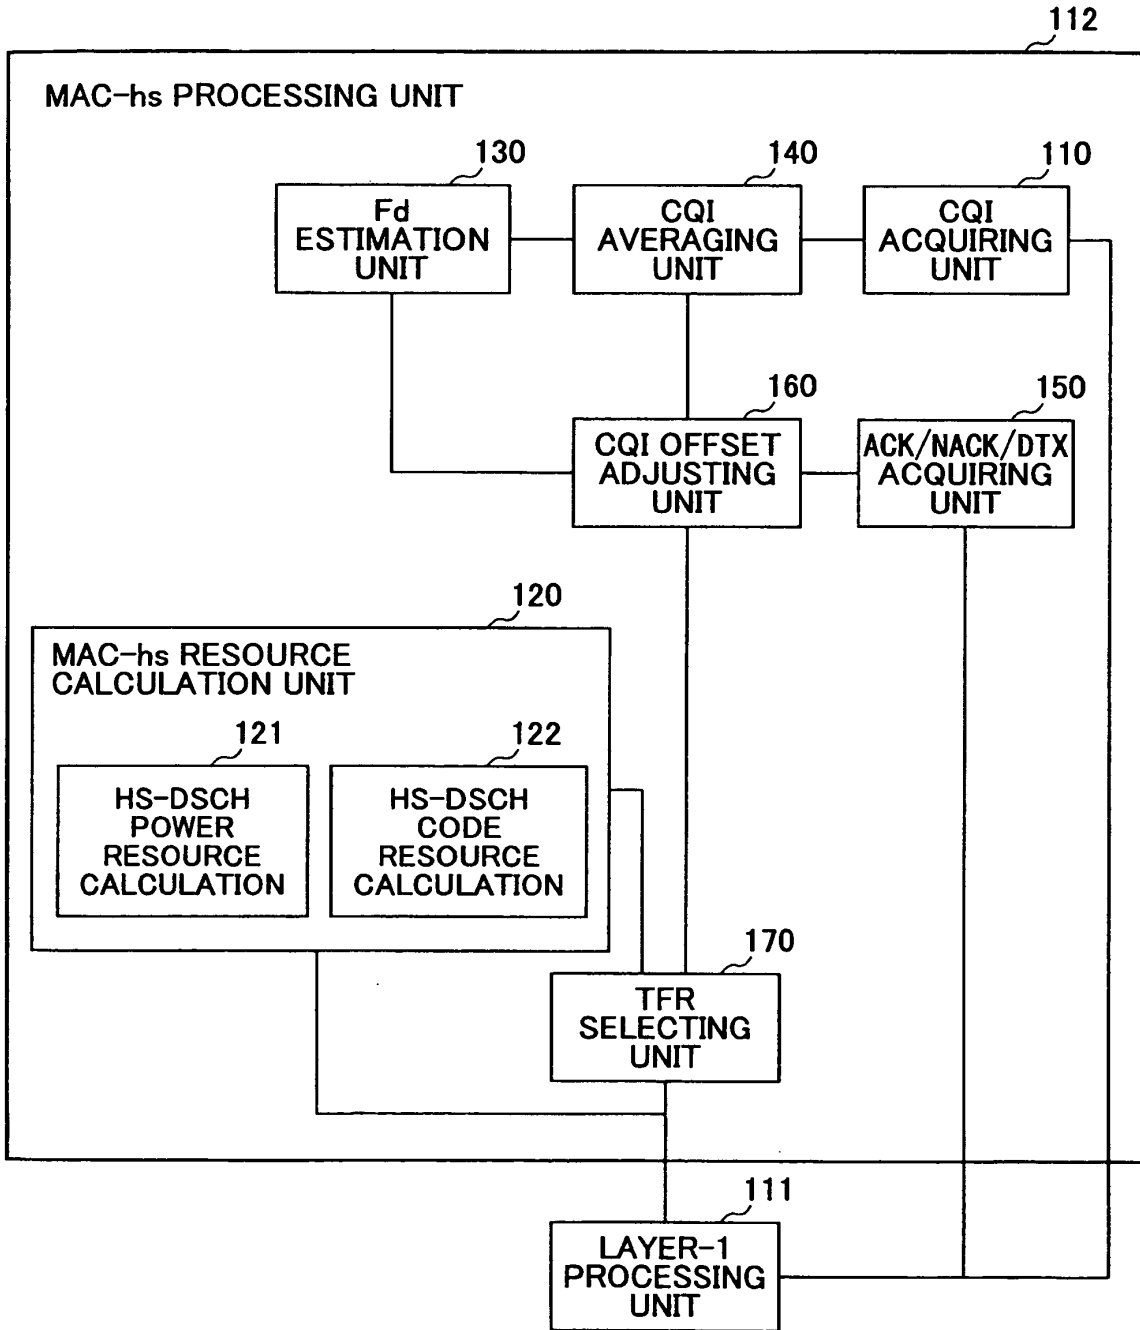 112
MAC-hs PROCESSING UNIT
130
140
110
Fd
ESTIMATION
UNIT
CQI
AVERAGING
UNIT
CQI
ACQUIRING
UNIT
160
150
CQI OFFSET
ADJUSTING
UNIT
ACK/NACK/DTX
ACQUIRING
UNIT
120
MAC-hs RESOURCE
CALCULATION UNIT
121
122
HS-DSCH
POWER
RESOURCE
CALCULATION
HS-DSCH
CODE
RESOURCE
CALCULATION
170
TFR
SELECTING
UNIT
111
LAYER-1
PROCESSING
UNIT